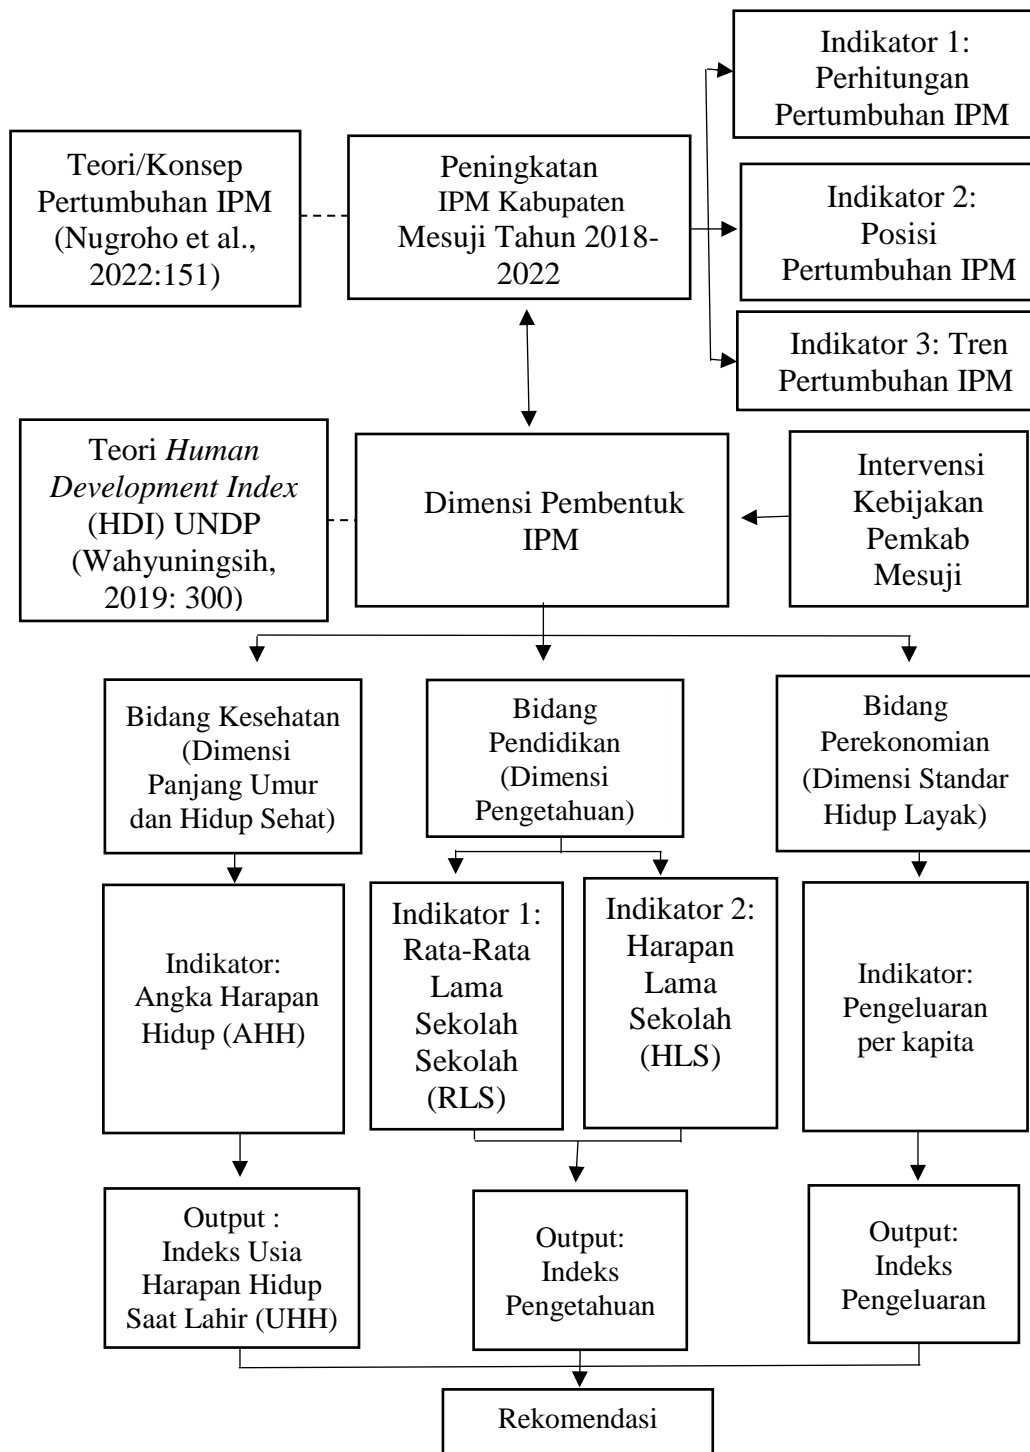 Indikator 1:
Perhitungan
Pertumbuhan IPM
Teori/Konsep
Pertumbuhan IPM
(Nugroho et al.,
2022:151)
Peningkatan
IPM Kabupaten
Mesuji Tahun 2018-
2022
Indikator 2:
Posisi
Pertumbuhan IPM
Indikator 3: Tren
Pertumbuhan IPM
Teori Human
Development Index
(HDI) UNDP
(Wahyuningsih,
2019: 300)
Dimensi Pembentuk
IPM
Intervensi
Kebijakan
Pemkab
Mesuji
Bidang Kesehatan
(Dimensi
Panjang Umur
dan Hidup Sehat)
Bidang
Pendidikan
(Dimensi
Pengetahuan)
Bidang
Perekonomian
(Dimensi Standar
Hidup Layak)
Indikator:
Angka Harapan
Hidup (AHH)
Indikator 1:
Rata-Rata
Lama
Sekolah
Sekolah
(RLS)
Indikator 2:
Harapan
Lama
Sekolah
(HLS)
Indikator:
Pengeluaran
per kapita
Output :
Indeks Usia
Harapan Hidup
Saat Lahir (UHH)
Output:
Indeks
Pengetahuan
Output:
Indeks
Pengeluaran
Rekomendasi